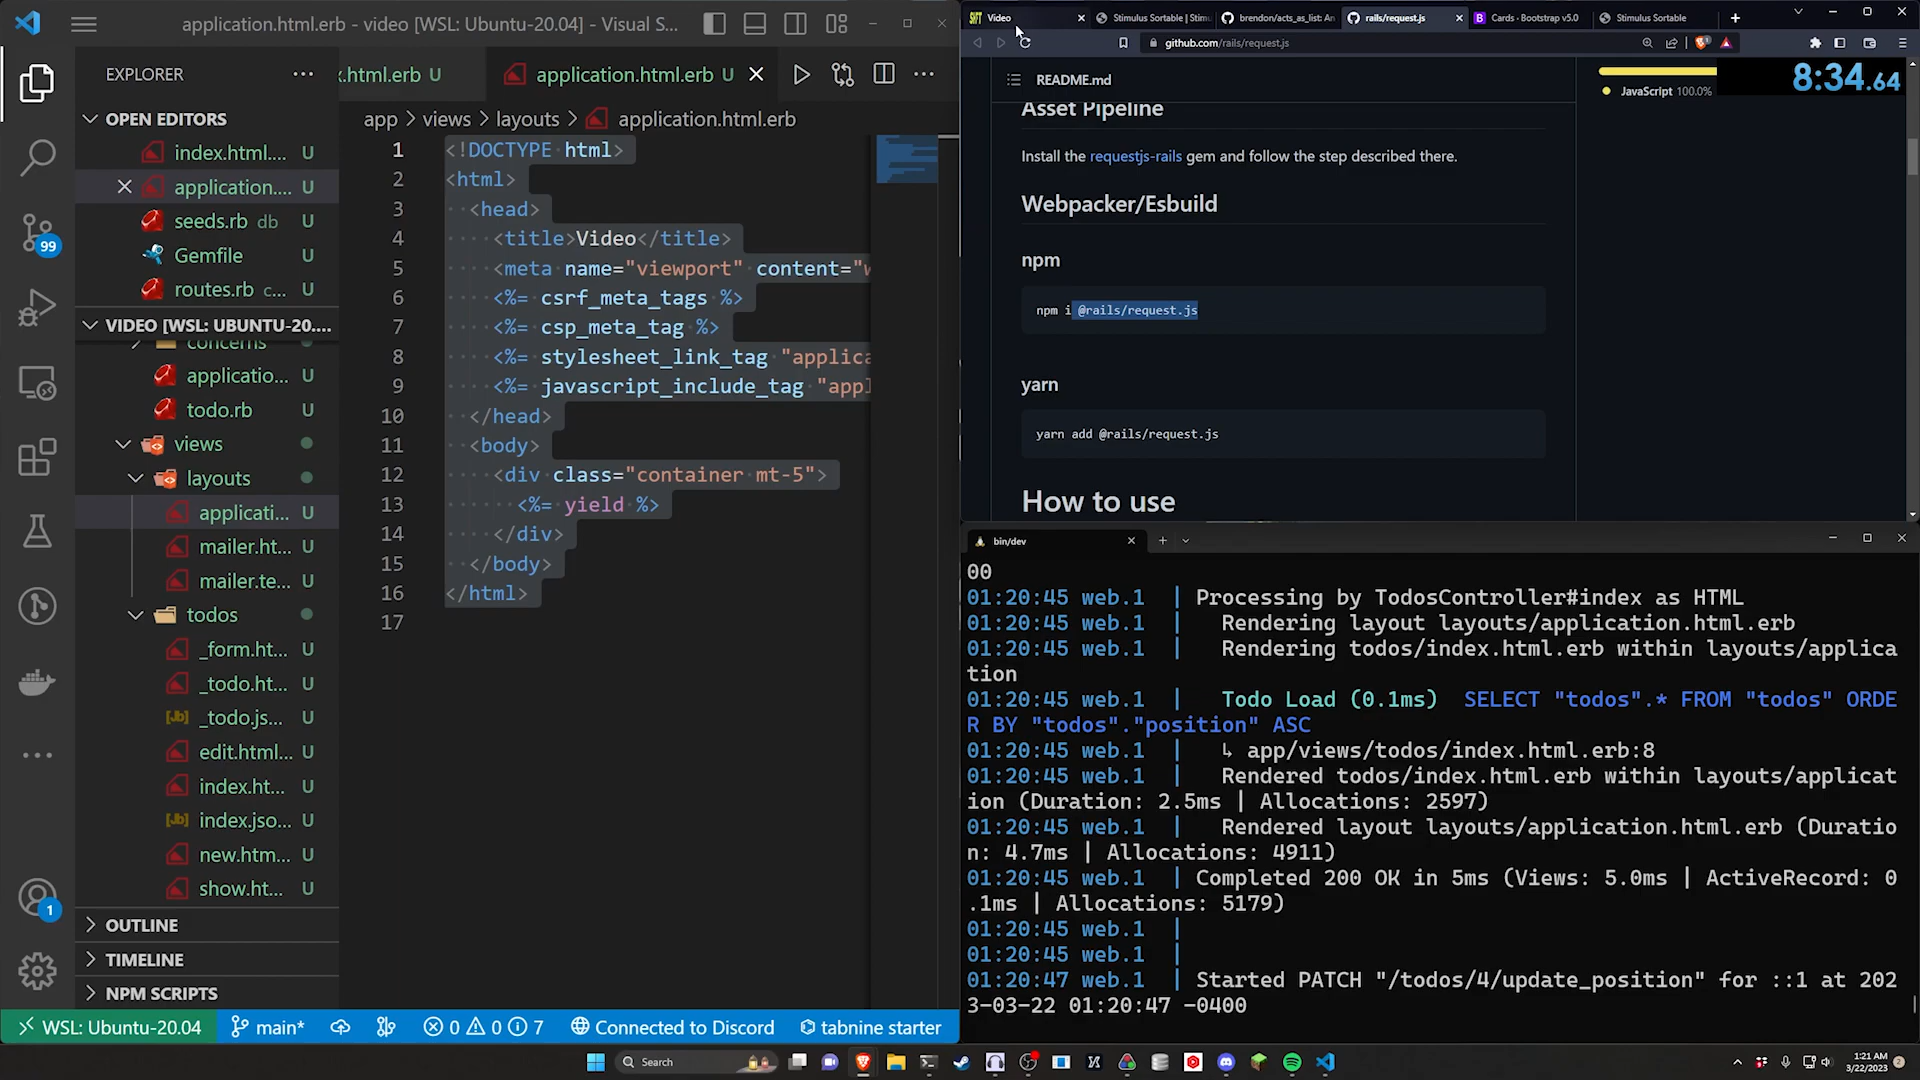 application.html.erb - video [WSL: Ubuntu-20.04] - Visual S...
EXPLORER
OPEN EDITORS
index.html.... U
application.... U
seeds.rb db U
Gemfile U
routes.rb c... U
VIDEO [WSL: UBUNTU-20....
concerns
applicatio... U
todo.rb U
views
layouts
applicati... U
mailer.ht... U
mailer.te... U
todos
_form.ht... U
_todo.ht... U
_todo.js... U
edit.html... U
index.ht... U
index.jso... U
new.htm... U
show.ht... U
OUTLINE
TIMELINE
NPM SCRIPTS
99
1
x.html.erb U
application.html.erb U
app > views > layouts > application.html.erb
1 <!DOCTYPE html>
2 <html>
3 <head>
4 <title>Video</title>
5 <meta name="viewport" content="w
6 <%= csrf_meta_tags %>
7 <%= csp_meta_tag %>
8 <%= stylesheet_link_tag "applica
9 <%= javascript_include_tag "appl
10 </head>
11 <body>
12 <div class="container mt-5">
13 <%= yield %>
14 </div>
15 </body>
16 </html>
17
WSL: Ubuntu-20.04 main* 0 0 7 Connected to Discord tabnine starter
Video
Stimulus Sortable | Stim
brendon/acts_as_list: An
rails/request.js
Cards · Bootstrap v5.0
Stimulus Sortable
github.com/rails/request.js
README.md
8:34.64
JavaScript 100.0%
Asset Pipeline
Install the requestjs-rails gem and follow the step described there.
Webpacker/Esbuild
npm
npm i @rails/request.js
yarn
yarn add @rails/request.js
How to use
bin/dev
00
01:20:45 web.1 | Processing by TodosController#index as HTML
01:20:45 web.1 | Rendering layout layouts/application.html.erb
01:20:45 web.1 | Rendering todos/index.html.erb within layouts/applica
tion
01:20:45 web.1 | Todo Load (0.1ms) SELECT "todos".* FROM "todos" ORDE
R BY "todos"."position" ASC
01:20:45 web.1 | ↳ app/views/todos/index.html.erb:8
01:20:45 web.1 | Rendered todos/index.html.erb within layouts/applicat
ion (Duration: 2.5ms | Allocations: 2597)
01:20:45 web.1 | Rendered layout layouts/application.html.erb (Duratio
n: 4.7ms | Allocations: 4911)
01:20:45 web.1 | Completed 200 OK in 5ms (Views: 5.0ms | ActiveRecord: 0
.1ms | Allocations: 5179)
01:20:45 web.1 |
01:20:45 web.1 |
01:20:47 web.1 | Started PATCH "/todos/4/update_position" for ::1 at 202
3-03-22 01:20:47 -0400
Search
1:21 AM
3/22/2023